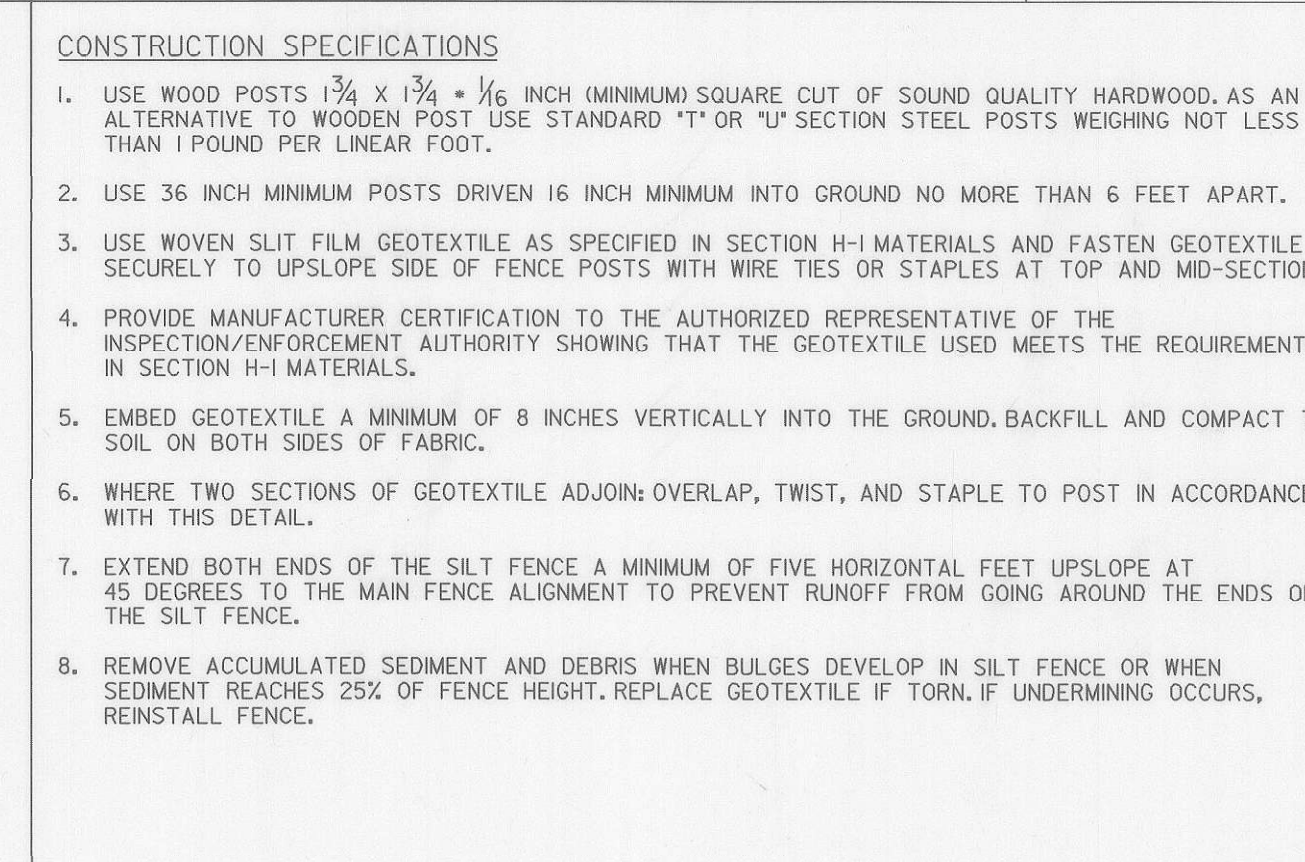 CONSTRUCTION SPECIFICATIONS
1. USE WOOD POSTS 1 3/4 X 1 3/4 * 1/16 INCH (MINIMUM) SQUARE CUT OF SOUND QUALITY HARDWOOD. AS AN
ALTERNATIVE TO WOODEN POST USE STANDARD "T" OR "U" SECTION STEEL POSTS WEIGHING NOT LESS
THAN 1 POUND PER LINEAR FOOT.
2. USE 36 INCH MINIMUM POSTS DRIVEN 16 INCH MINIMUM INTO GROUND NO MORE THAN 6 FEET APART.
3. USE WOVEN SLIT FILM GEOTEXTILE AS SPECIFIED IN SECTION H-1 MATERIALS AND FASTEN GEOTEXTILE
SECURELY TO UPSLOPE SIDE OF FENCE POSTS WITH WIRE TIES OR STAPLES AT TOP AND MID-SECTION
4. PROVIDE MANUFACTURER CERTIFICATION TO THE AUTHORIZED REPRESENTATIVE OF THE
INSPECTION/ENFORCEMENT AUTHORITY SHOWING THAT THE GEOTEXTILE USED MEETS THE REQUIREMENT
IN SECTION H-1 MATERIALS.
5. EMBED GEOTEXTILE A MINIMUM OF 8 INCHES VERTICALLY INTO THE GROUND. BACKFILL AND COMPACT
SOIL ON BOTH SIDES OF FABRIC.
6. WHERE TWO SECTIONS OF GEOTEXTILE ADJOIN: OVERLAP, TWIST, AND STAPLE TO POST IN ACCORDANCE
WITH THIS DETAIL.
7. EXTEND BOTH ENDS OF THE SILT FENCE A MINIMUM OF FIVE HORIZONTAL FEET UPSLOPE AT
45 DEGREES TO THE MAIN FENCE ALIGNMENT TO PREVENT RUNOFF FROM GOING AROUND THE ENDS OF
THE SILT FENCE.
8. REMOVE ACCUMULATED SEDIMENT AND DEBRIS WHEN BULGES DEVELOP IN SILT FENCE OR WHEN
SEDIMENT REACHES 25% OF FENCE HEIGHT. REPLACE GEOTEXTILE IF TORN. IF UNDERMINING OCCURS,
REINSTALL FENCE.